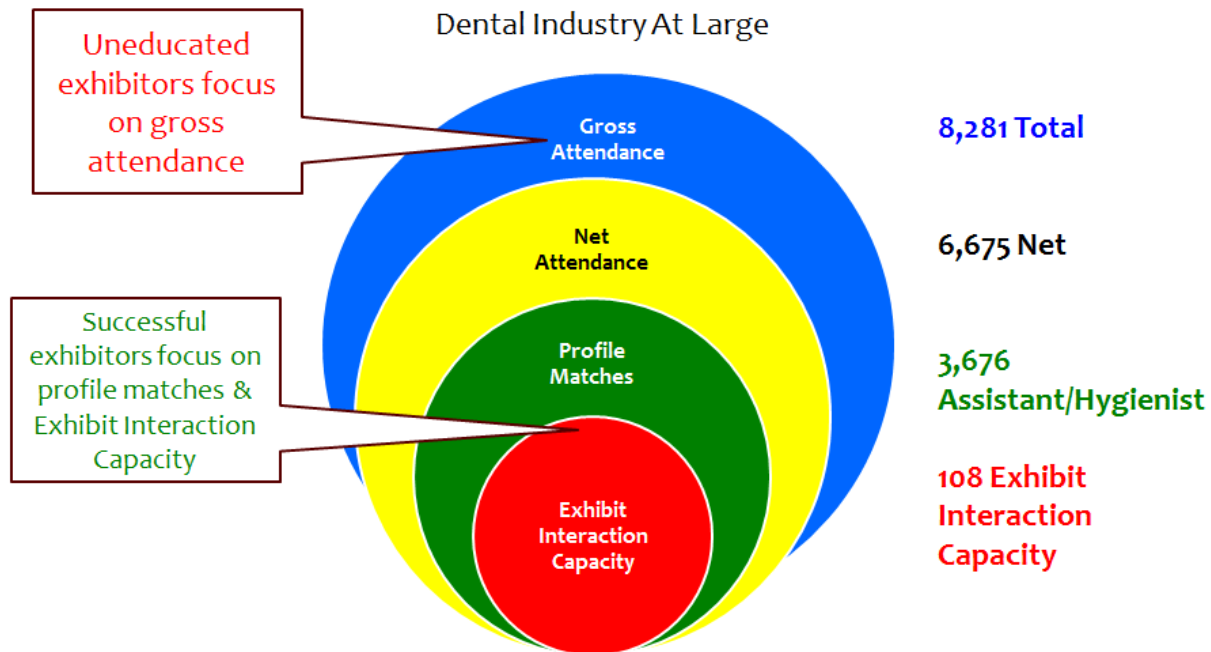 Dental Industry At Large
Uneducated
exhibitors focus
on gross
attendance
Gross
Attendance
8,281 Total
Net
Attendance
6,675 Net
Successful
exhibitors focus on
profile matches &
Exhibit Interaction
Capacity
Profile
Matches
3,676
Assistant/Hygienist
Exhibit
Interaction
Capacity
108 Exhibit
Interaction
Capacity